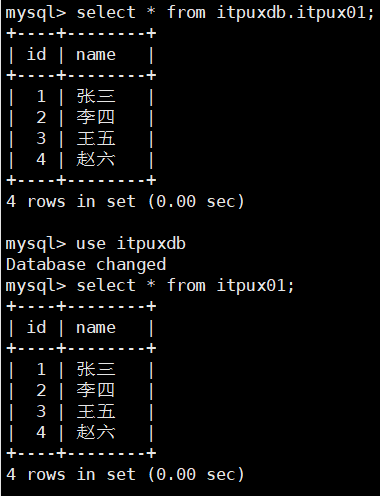 mysql> select * from itpuxdb.itpux01;
+----+--------+
| id | name   |
+----+--------+
|  1 | 张三   |
|  2 | 李四   |
|  3 | 王五   |
|  4 | 赵六   |
+----+--------+
4 rows in set (0.00 sec)

mysql> use itpuxdb
Database changed
mysql> select * from itpux01;
+----+--------+
| id | name   |
+----+--------+
|  1 | 张三   |
|  2 | 李四   |
|  3 | 王五   |
|  4 | 赵六   |
+----+--------+
4 rows in set (0.00 sec)